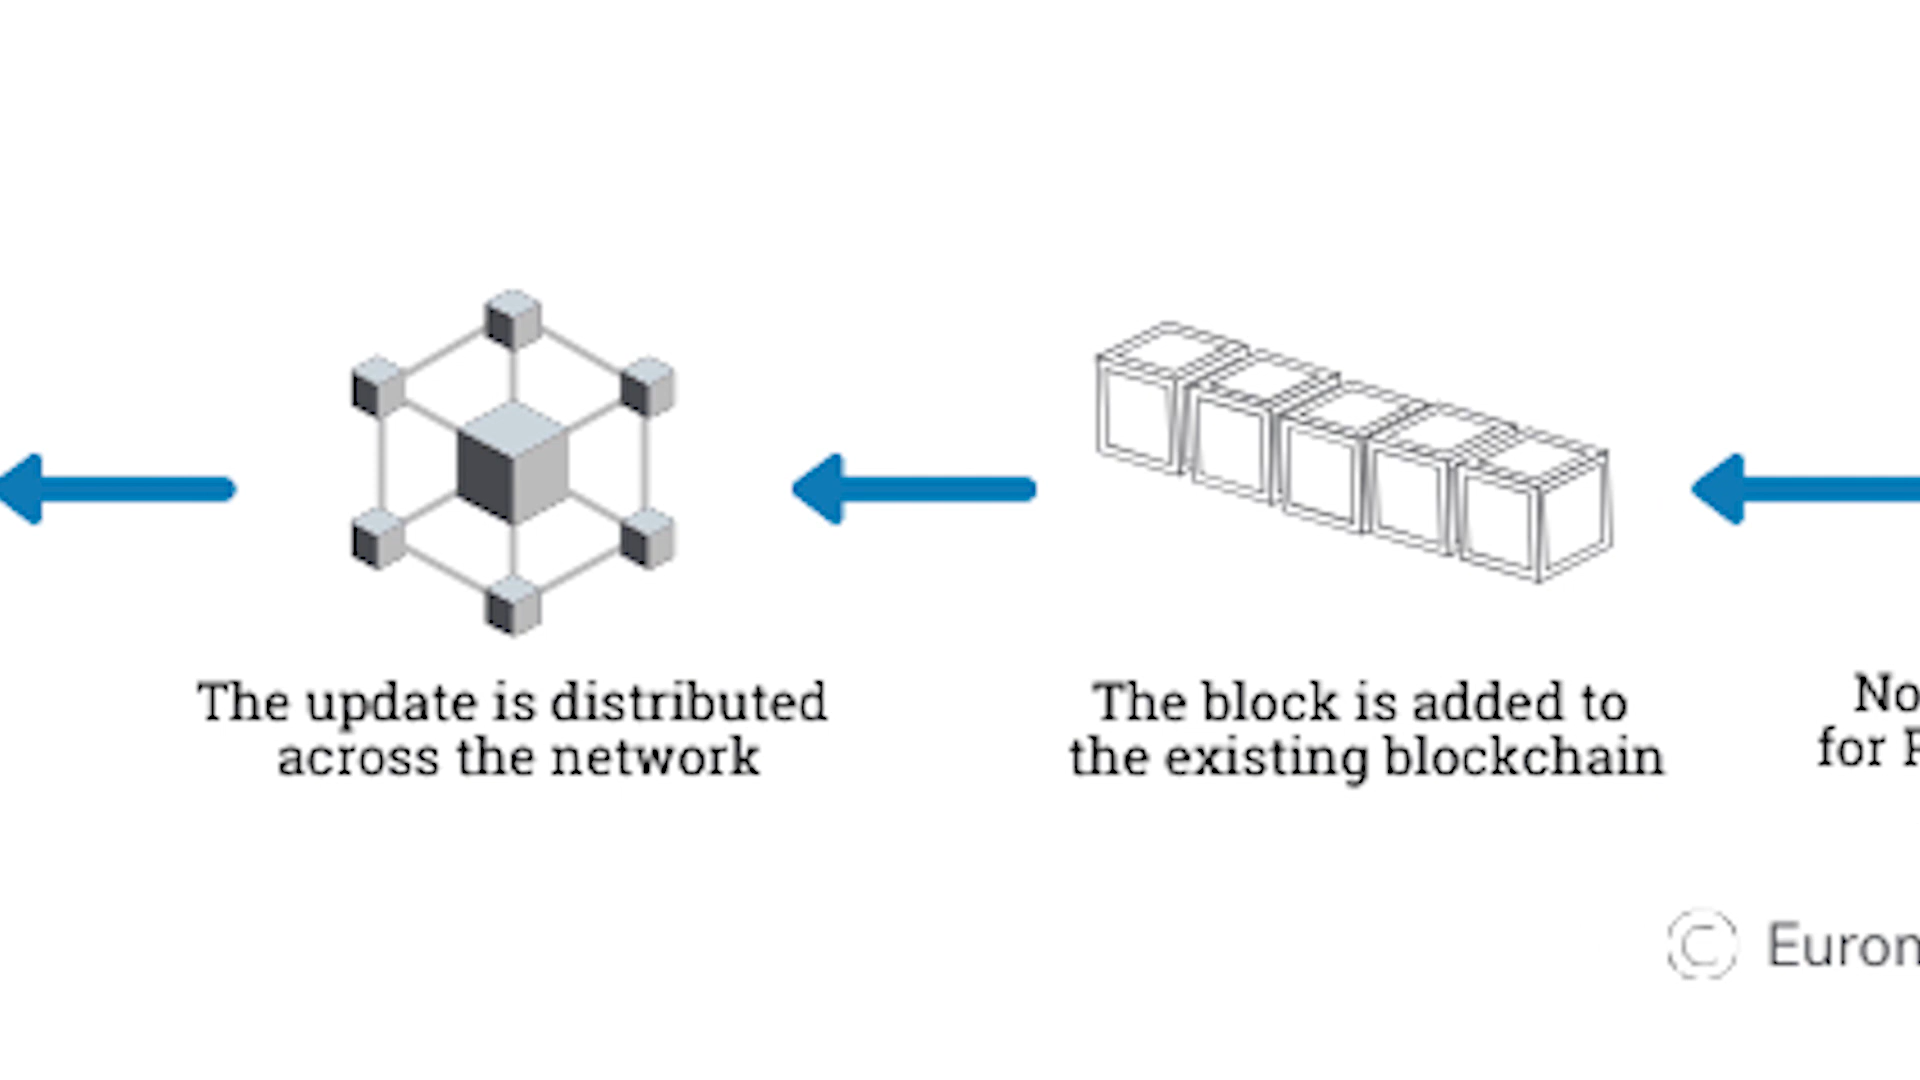 The update is distributed
across the network
The block is added to
the existing blockchain
No
for
© Euron